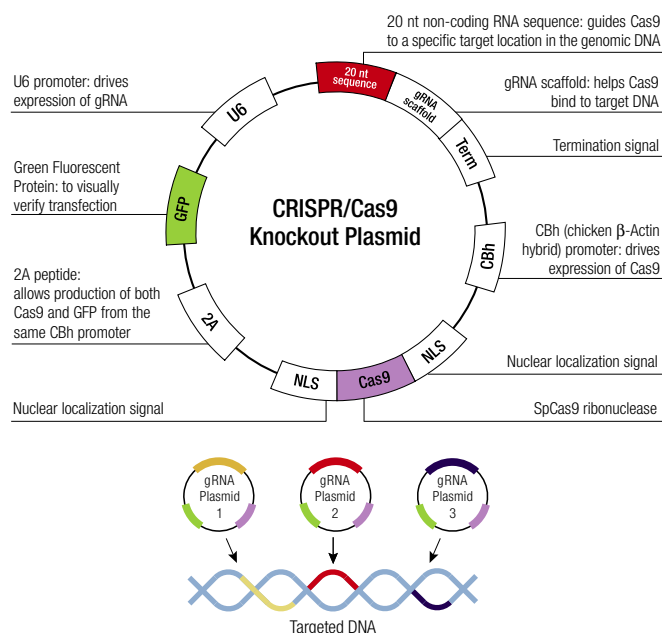 20 nt non-coding RNA sequence: guides Cas9
to a specific target location in the genomic DNA
U6 promoter: drives
expression of gRNA
gRNA scaffold: helps Cas9
bind to target DNA
Termination signal
Green Fluorescent
Protein: to visually
verify transfection
CBh (chicken β-Actin
hybrid) promoter: drives
expression of Cas9
2A peptide:
allows production of both
Cas9 and GFP from the
same CBh promoter
Nuclear localization signal
Nuclear localization signal
SpCas9 ribonuclease
20 nt
sequence
gRNA
scaffold
Term
CBh
NLS
Cas9
NLS
2A
GFP
U6
CRISPR/Cas9
Knockout Plasmid
gRNA
Plasmid
1
gRNA
Plasmid
2
gRNA
Plasmid
3
Targeted DNA